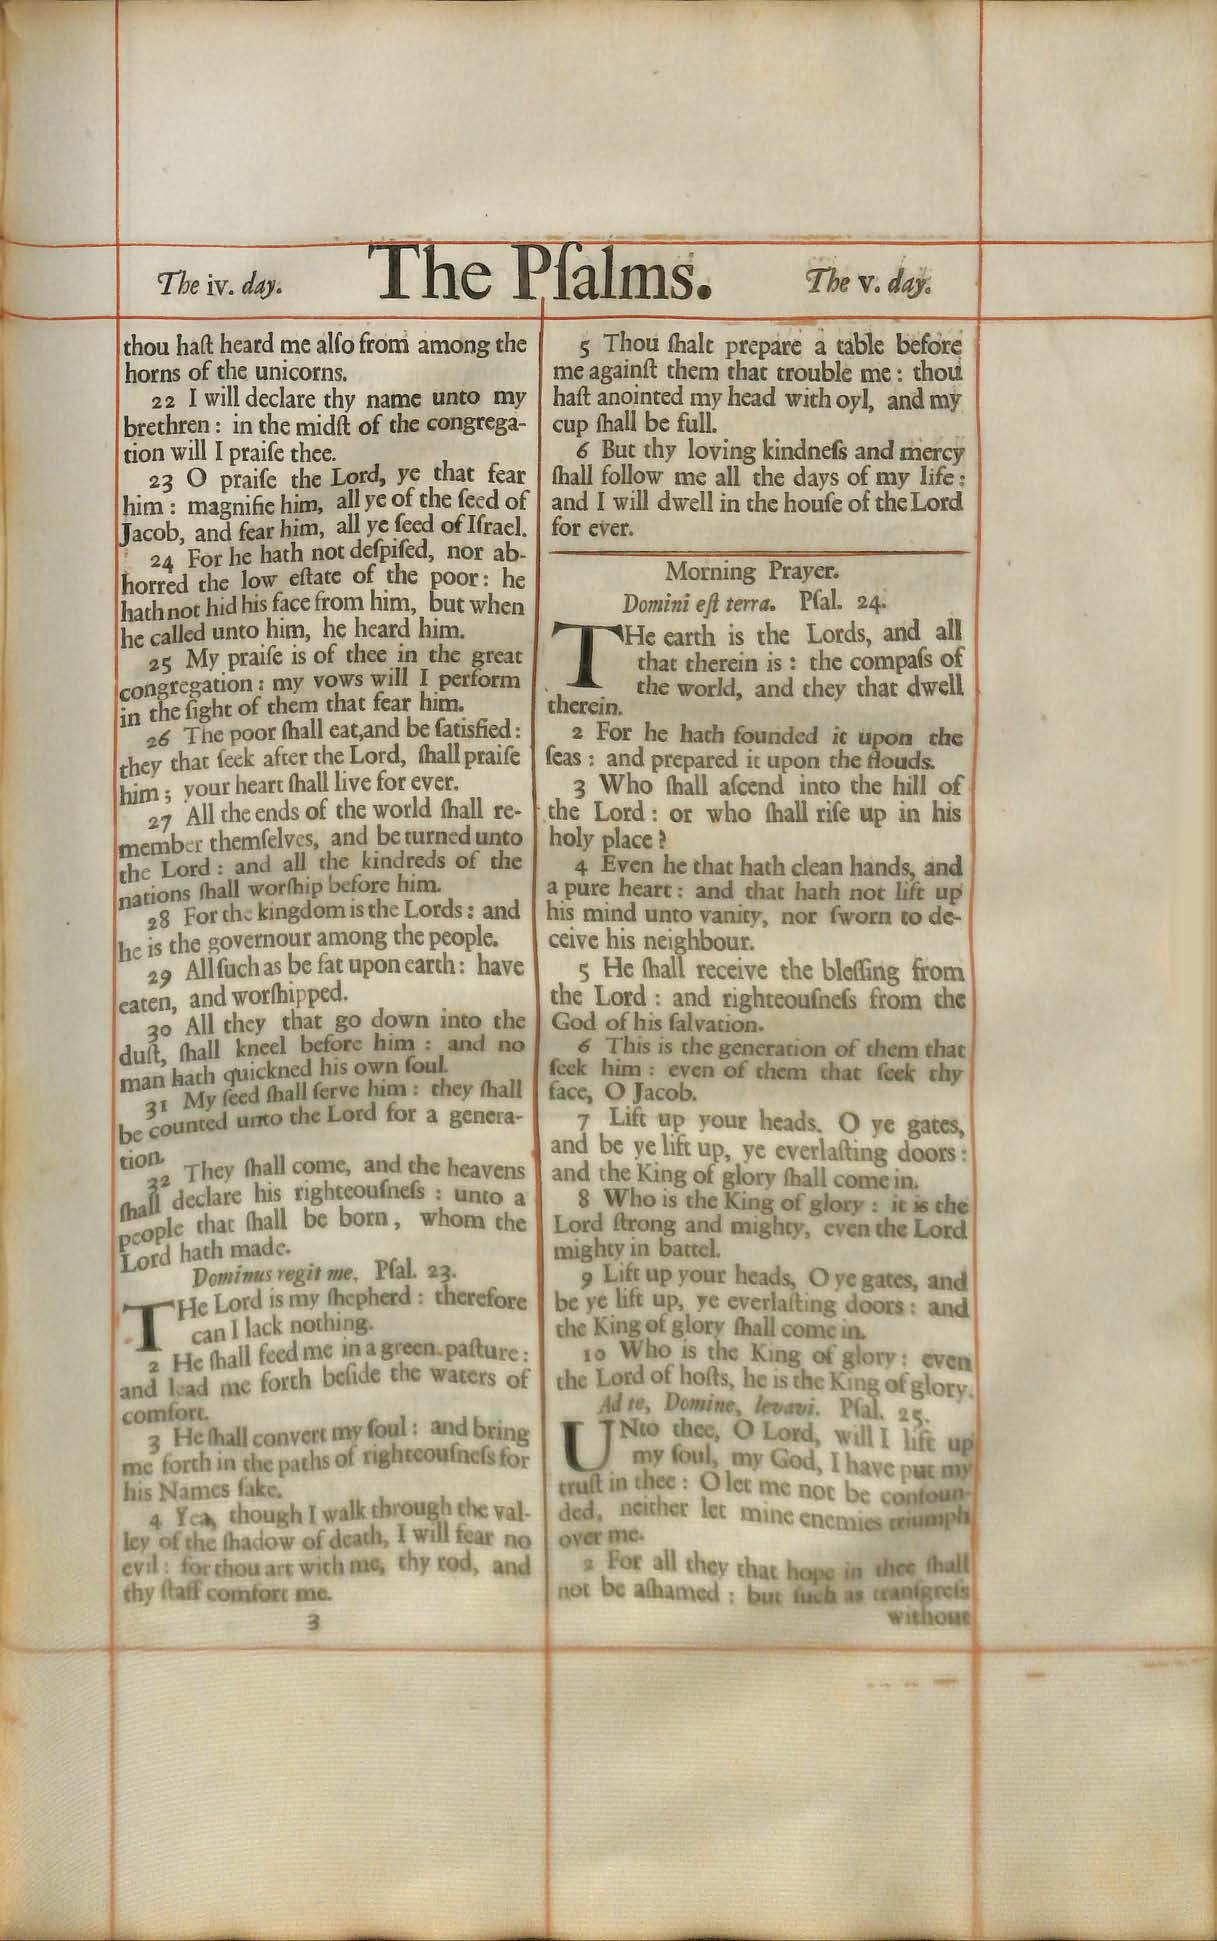 The iv. day. The Pſalms. The v. day.
thou haſt heard me alſo from among the
horns of the unicorns.
22 I will declare thy name unto my
brethren : in the midſt of the congrega-
tion will I praiſe thee.
23 O praiſe the Lord, ye that fear
him : magnifie him, all ye of the ſeed of
Jacob, and fear him, all ye ſeed of Iſrael.
24 For he hath not deſpiſed, nor ab-
horred the low eſtate of the poor : he
hath not hid his face from him, but when
he called unto him, he heard him.
25 My praiſe is of thee in the great
congregation : my vows will I perform
in the ſight of them that fear him.
26 The poor ſhall eat,and be ſatisfied :
they that ſeek after the Lord, ſhall praiſe
him ; your heart ſhall live for ever.
27 All the ends of the world ſhall re-
member themſelves, and be turned unto
the Lord : and all the kindreds of the
nations ſhall worſhip before him.
28 For the kingdom is the Lords : and
he is the governour among the people.
29 All ſuch as be fat upon earth : have
eaten, and worſhipped.
30 All they that go down into the
duſt, ſhall kneel before him : and no
man hath quickned his own ſoul.
31 My ſeed ſhall ſerve him : they ſhall
be counted unto the Lord for a genera-
tion.
32 They ſhall come, and the heavens
ſhall declare his righteouſneſs : unto a
people that ſhall be born, whom the
Lord hath made.
Dominus regit me. Pſal. 23.
THe Lord is my ſhepherd : therefore
can I lack nothing.
2 He ſhall feed me in a green paſture :
and lead me forth beſide the waters of
comfort.
3 He ſhall convert my ſoul : and bring
me forth in the paths of righteouſneſs for
his Names ſake.
4 Yea, though I walk through the val-
ley of the ſhadow of death, I will fear no
evil : for thou art with me, thy rod, and
thy ſtaff comfort me.
3
5 Thou ſhalt prepare a table before
me againſt them that trouble me : thou
haſt anointed my head with oyl, and my
cup ſhall be full.
6 But thy loving kindneſs and mercy
ſhall follow me all the days of my life :
and I will dwell in the houſe of the Lord
for ever.
Morning Prayer.
Domini eſt terra. Pſal. 24.
THe earth is the Lords, and all
that therein is : the compaſs of
the world, and they that dwell
therein.
2 For he hath founded it upon the
ſeas : and prepared it upon the flouds.
3 Who ſhall aſcend into the hill of
the Lord : or who ſhall riſe up in his
holy place ?
4 Even he that hath clean hands, and
a pure heart : and that hath not lift up
his mind unto vanity, nor ſworn to de-
ceive his neighbour.
5 He ſhall receive the bleſſing from
the Lord : and righteouſneſs from the
God of his ſalvation.
6 This is the generation of them that
ſeek him : even of them that ſeek thy
face, O Jacob.
7 Lift up your heads. O ye gates,
and be ye lift up, ye everlaſting doors :
and the King of glory ſhall come in.
8 Who is the King of glory : it is the
Lord ſtrong and mighty, even the Lord
mighty in battel.
9 Lift up your heads, O ye gates, and
be ye lift up, ye everlaſting doors : and
the King of glory ſhall come in.
10 Who is the King of glory : even
the Lord of hoſts, he is the King of glory.
Ad te, Domine, levavi. Pſal. 25.
UNto thee, O Lord, will I lift up
my ſoul, my God, I have put my
truſt in thee : O let me not be confoun-
ded, neither let mine enemies triumph
over me.
2 For all they that hope in thee ſhall
not be aſhamed : but ſuch as tranſgreſs
without